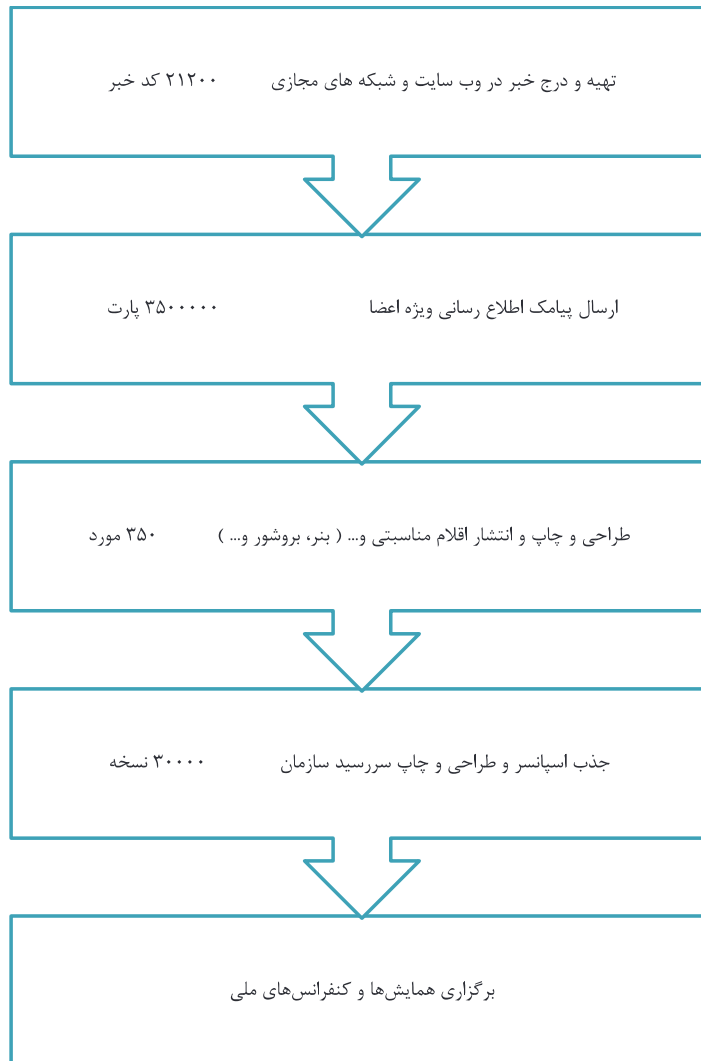 تهیه و درج خبر در وب سایت و شبکه های مجازی ۲۱۲۰۰ کد خبر
ارسال پیامک اطلاع رسانی ویژه اعضا ۳۵۰۰۰۰۰ پارت
طراحی و چاپ و انتشار اقلام مناسبتی و... ( بنر، بروشور و... ) ۳۵۰ مورد
جذب اسپانسر و طراحی و چاپ سررسید سازمان ۳۰۰۰۰ نسخه
برگزاری همایش‌ها و کنفرانس‌های ملی